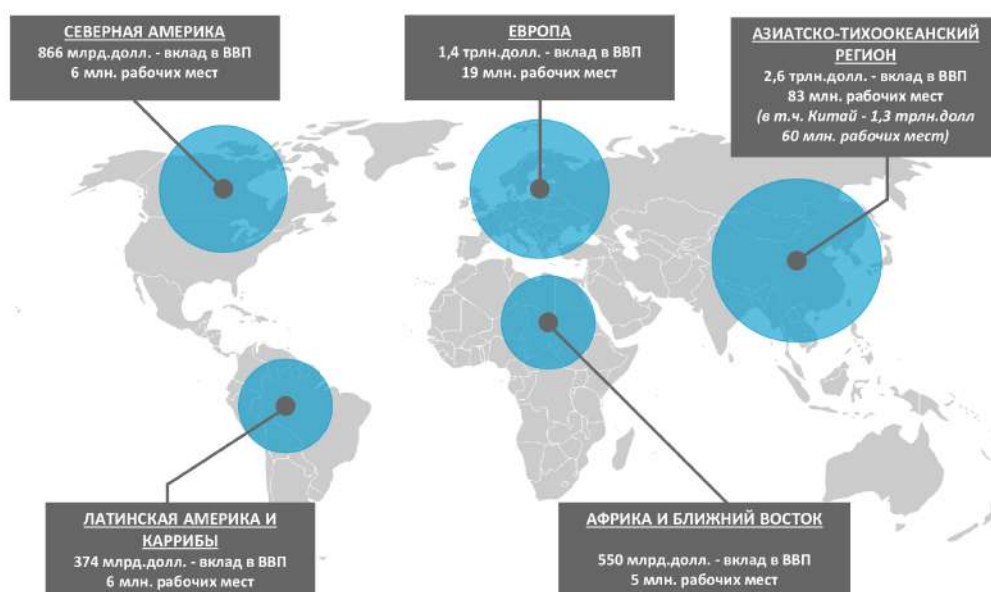 СЕВЕРНАЯ АМЕРИКА
866 млрд.долл. - вклад в ВВП
6 млн. рабочих мест
ЕВРОПА
1,4 трлн.долл. - вклад в ВВП
19 млн. рабочих мест
АЗИАТСКО-ТИХООКЕАНСКИЙ
РЕГИОН
2,6 трлн.долл. - вклад в ВВП
83 млн. рабочих мест
(в т.ч. Китай - 1,3 трлн.долл
60 млн. рабочих мест)
ЛАТИНСКАЯ АМЕРИКА И
КАРРИБЫ
374 млрд.долл. - вклад в ВВП
6 млн. рабочих мест
АФРИКА И БЛИЖНИЙ ВОСТОК
550 млрд.долл. - вклад в ВВП
5 млн. рабочих мест